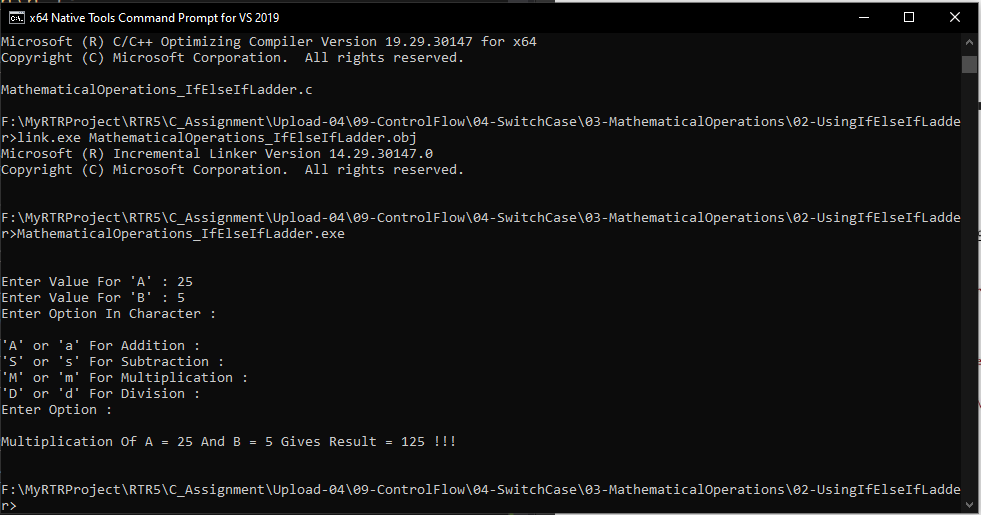 x64 Native Tools Command Prompt for VS 2019
Microsoft (R) C/C++ Optimizing Compiler Version 19.29.30147 for x64
Copyright (C) Microsoft Corporation.  All rights reserved.
MathematicalOperations_IfElseIfLadder.c
F:\MyRTRProject\RTR5\C_Assignment\Upload-04\09-ControlFlow\04-SwitchCase\03-MathematicalOperations\02-UsingIfElseIfLadde
r>link.exe MathematicalOperations_IfElseIfLadder.obj
Microsoft (R) Incremental Linker Version 14.29.30147.0
Copyright (C) Microsoft Corporation.  All rights reserved.
F:\MyRTRProject\RTR5\C_Assignment\Upload-04\09-ControlFlow\04-SwitchCase\03-MathematicalOperations\02-UsingIfElseIfLadde
r>MathematicalOperations_IfElseIfLadder.exe
Enter Value For 'A' : 25
Enter Value For 'B' : 5
Enter Option In Character :
'A' or 'a' For Addition :
'S' or 's' For Subtraction :
'M' or 'm' For Multiplication :
'D' or 'd' For Division :
Enter Option :
Multiplication Of A = 25 And B = 5 Gives Result = 125 !!!
F:\MyRTRProject\RTR5\C_Assignment\Upload-04\09-ControlFlow\04-SwitchCase\03-MathematicalOperations\02-UsingIfElseIfLadde
r>